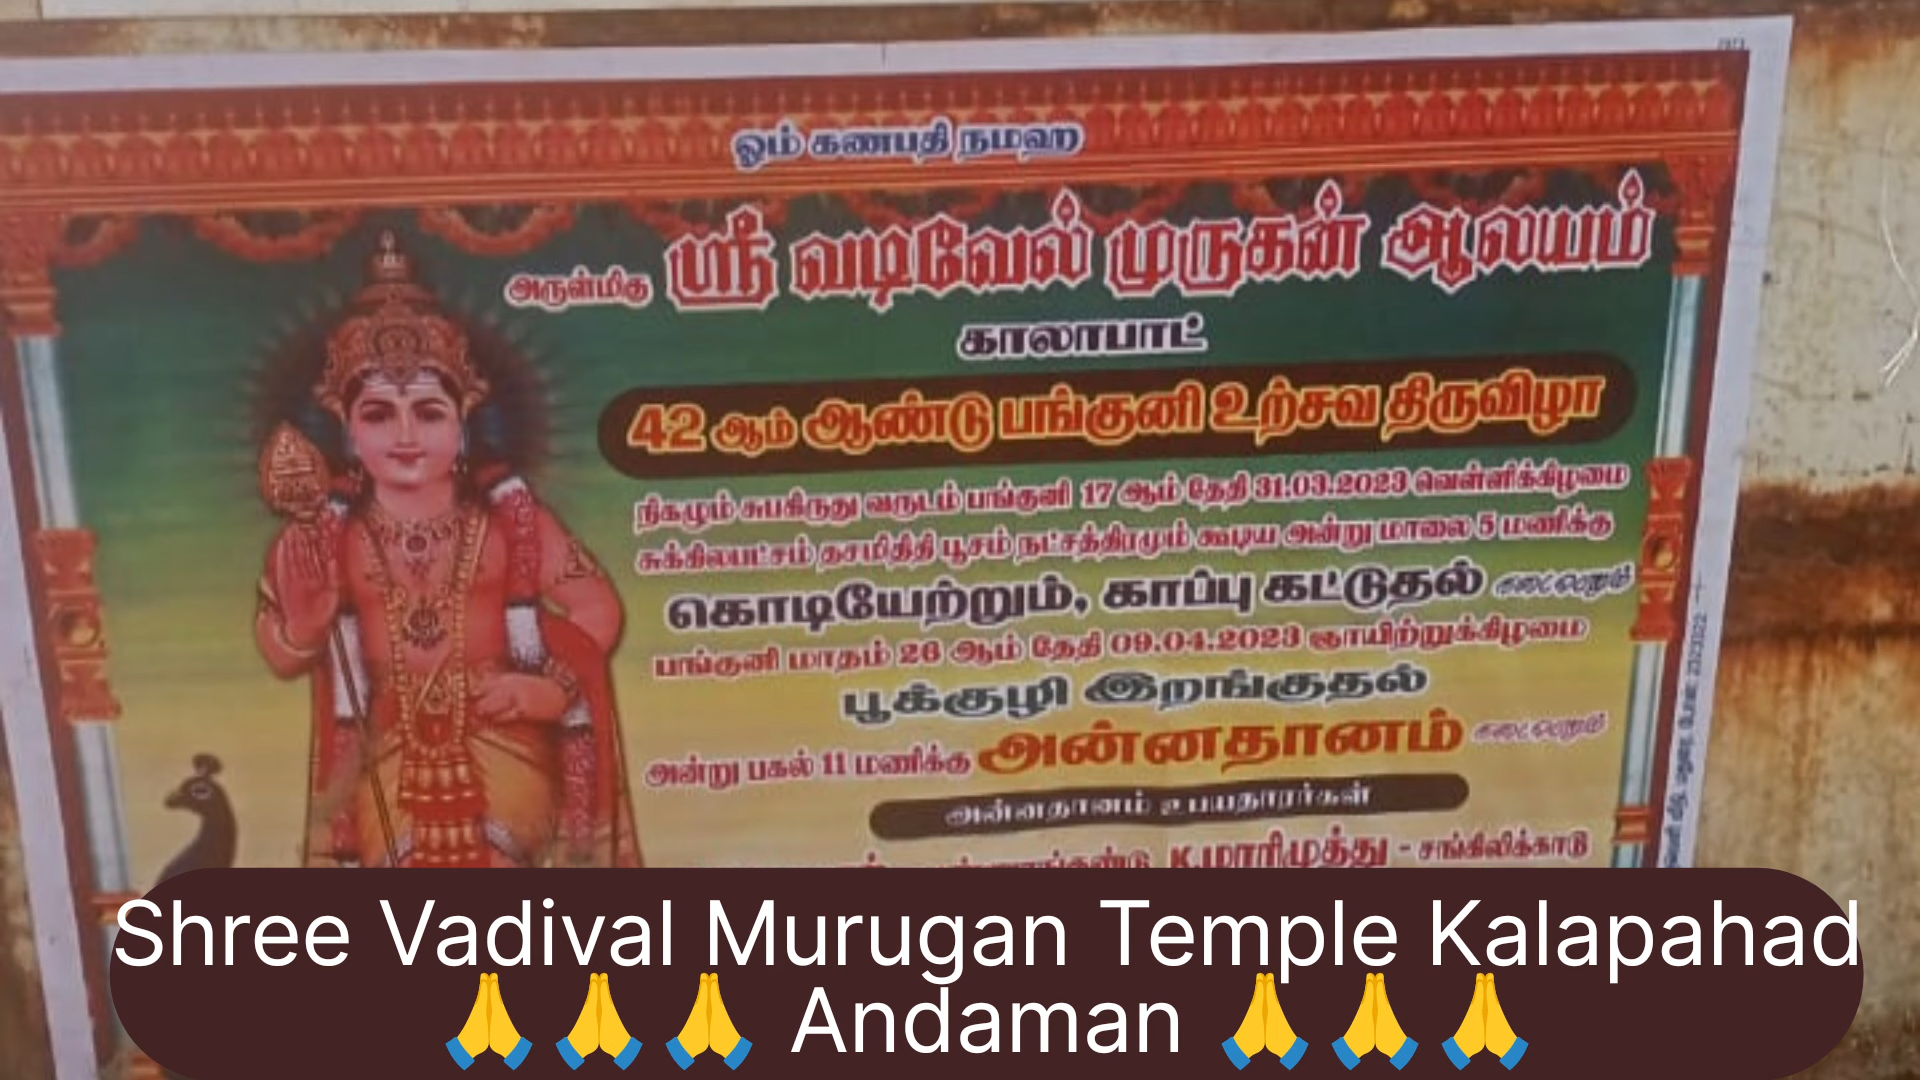 ஓம் கணபதி நமஹ
அருள்மிகு ஸ்ரீ வடிவேல் முருகன் ஆலயம்
காலாபாட்
42 ஆம் ஆண்டு பங்குனி உற்சவ திருவிழா
நிகழும் சுபகிருது வருடம் பங்குனி 17 ஆம் தேதி 31.03.2023 வெள்ளிக்கிழமை
சுக்கிலபட்சம் தசமிதிதி பூசம் நட்சத்திரமும் கூடிய அன்று மாலை 5 மணிக்கு
கொடியேற்றும், காப்பு கட்டுதல் நடைபெறும்
பங்குனி மாதம் 26 ஆம் தேதி 09.04.2023 ஞாயிற்றுக்கிழமை
பூக்குழி இறங்குதல்
அன்று பகல் 11 மணிக்கு அன்னதானம் நடைபெறும்
அன்னதானம் உபயதாரர்கள்
K.மாரிமுத்து - சங்கிலிக்காடு
Shree Vadival Murugan Temple Kalapahad
🙏🙏🙏 Andaman 🙏🙏🙏